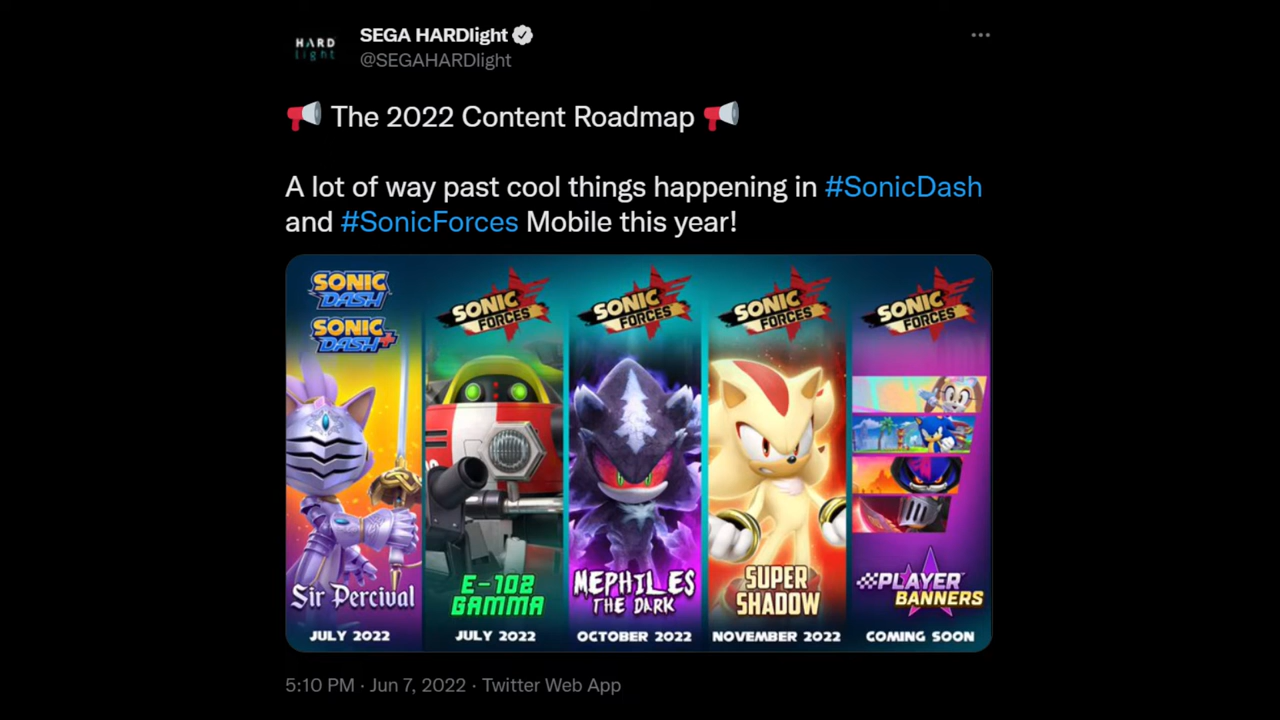 HARD
light
SEGA HARDlight
@SEGAHARDlight
📢 The 2022 Content Roadmap 📢
A lot of way past cool things happening in #SonicDash
and #SonicForces Mobile this year!
SONIC
DASH
SONIC
DASH+
Sir Percival
JULY 2022
SONIC
FORCES
E-102
GAMMA
JULY 2022
SONIC
FORCES
MEPHILES
THE DARK
OCTOBER 2022
SONIC
FORCES
SUPER
SHADOW
NOVEMBER 2022
SONIC
FORCES
PLAYER
BANNERS
COMING SOON
5:10 PM · Jun 7, 2022 · Twitter Web App